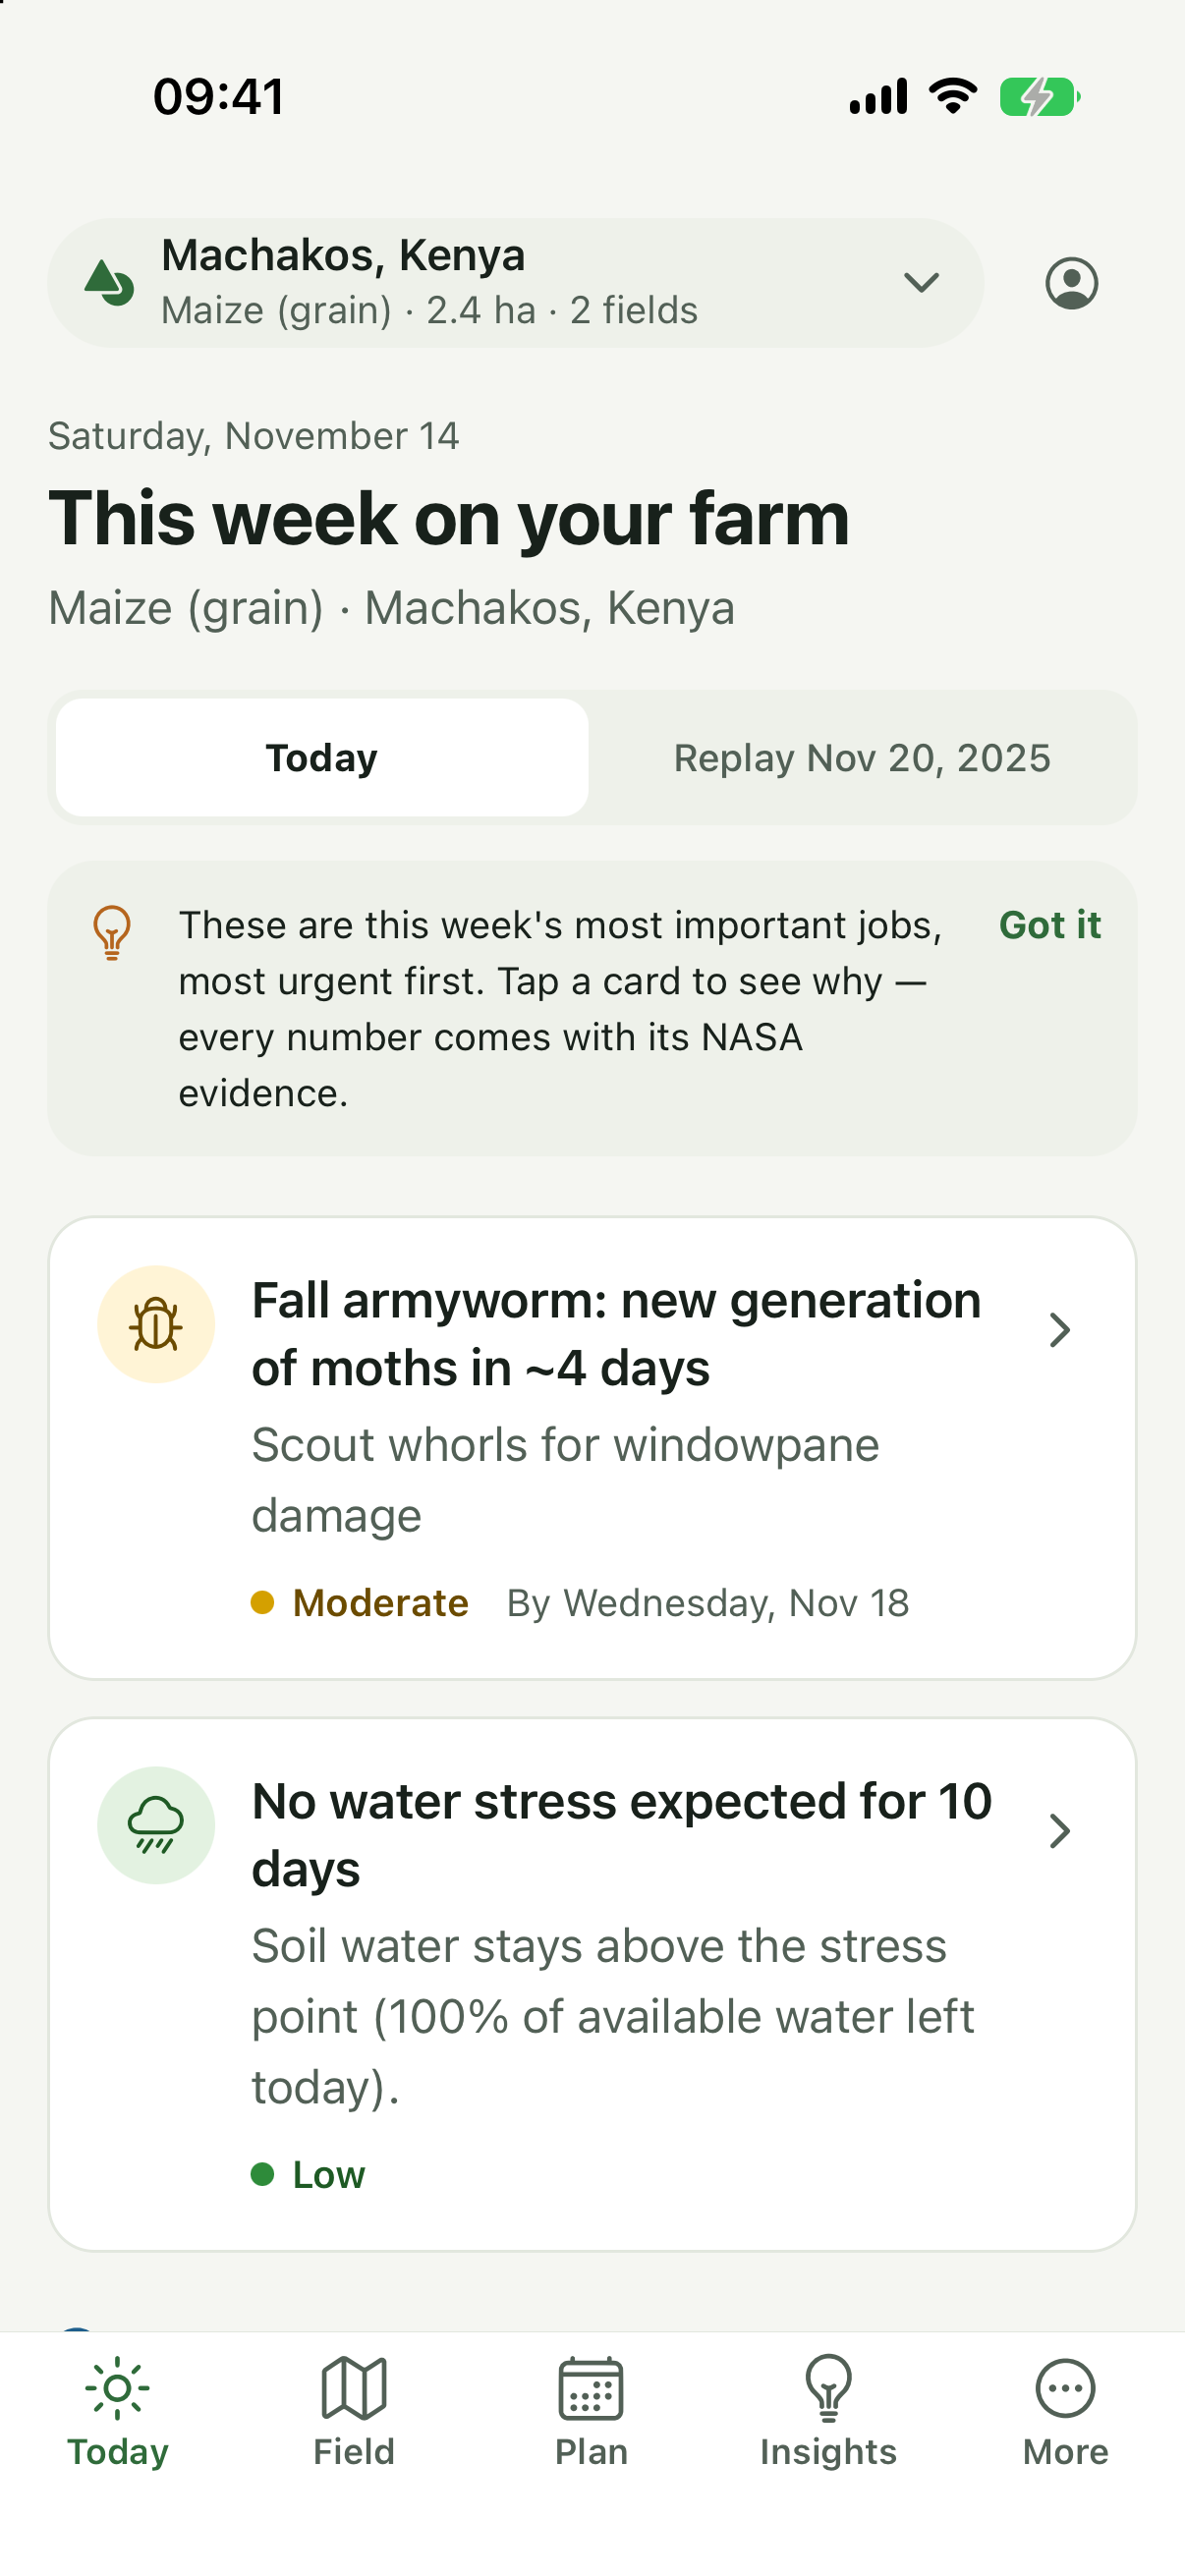 09:41
Machakos, Kenya
Maize (grain) · 2.4 ha · 2 fields
Saturday, November 14
This week on your farm
Maize (grain) · Machakos, Kenya
Today
Replay Nov 20, 2025
These are this week's most important jobs,
most urgent first. Tap a card to see why —
every number comes with its NASA
evidence.
Got it
Fall armyworm: new generation
of moths in ~4 days
Scout whorls for windowpane
damage
Moderate
By Wednesday, Nov 18
No water stress expected for 10
days
Soil water stays above the stress
point (100% of available water left
today).
Low
Today
Field
Plan
Insights
More